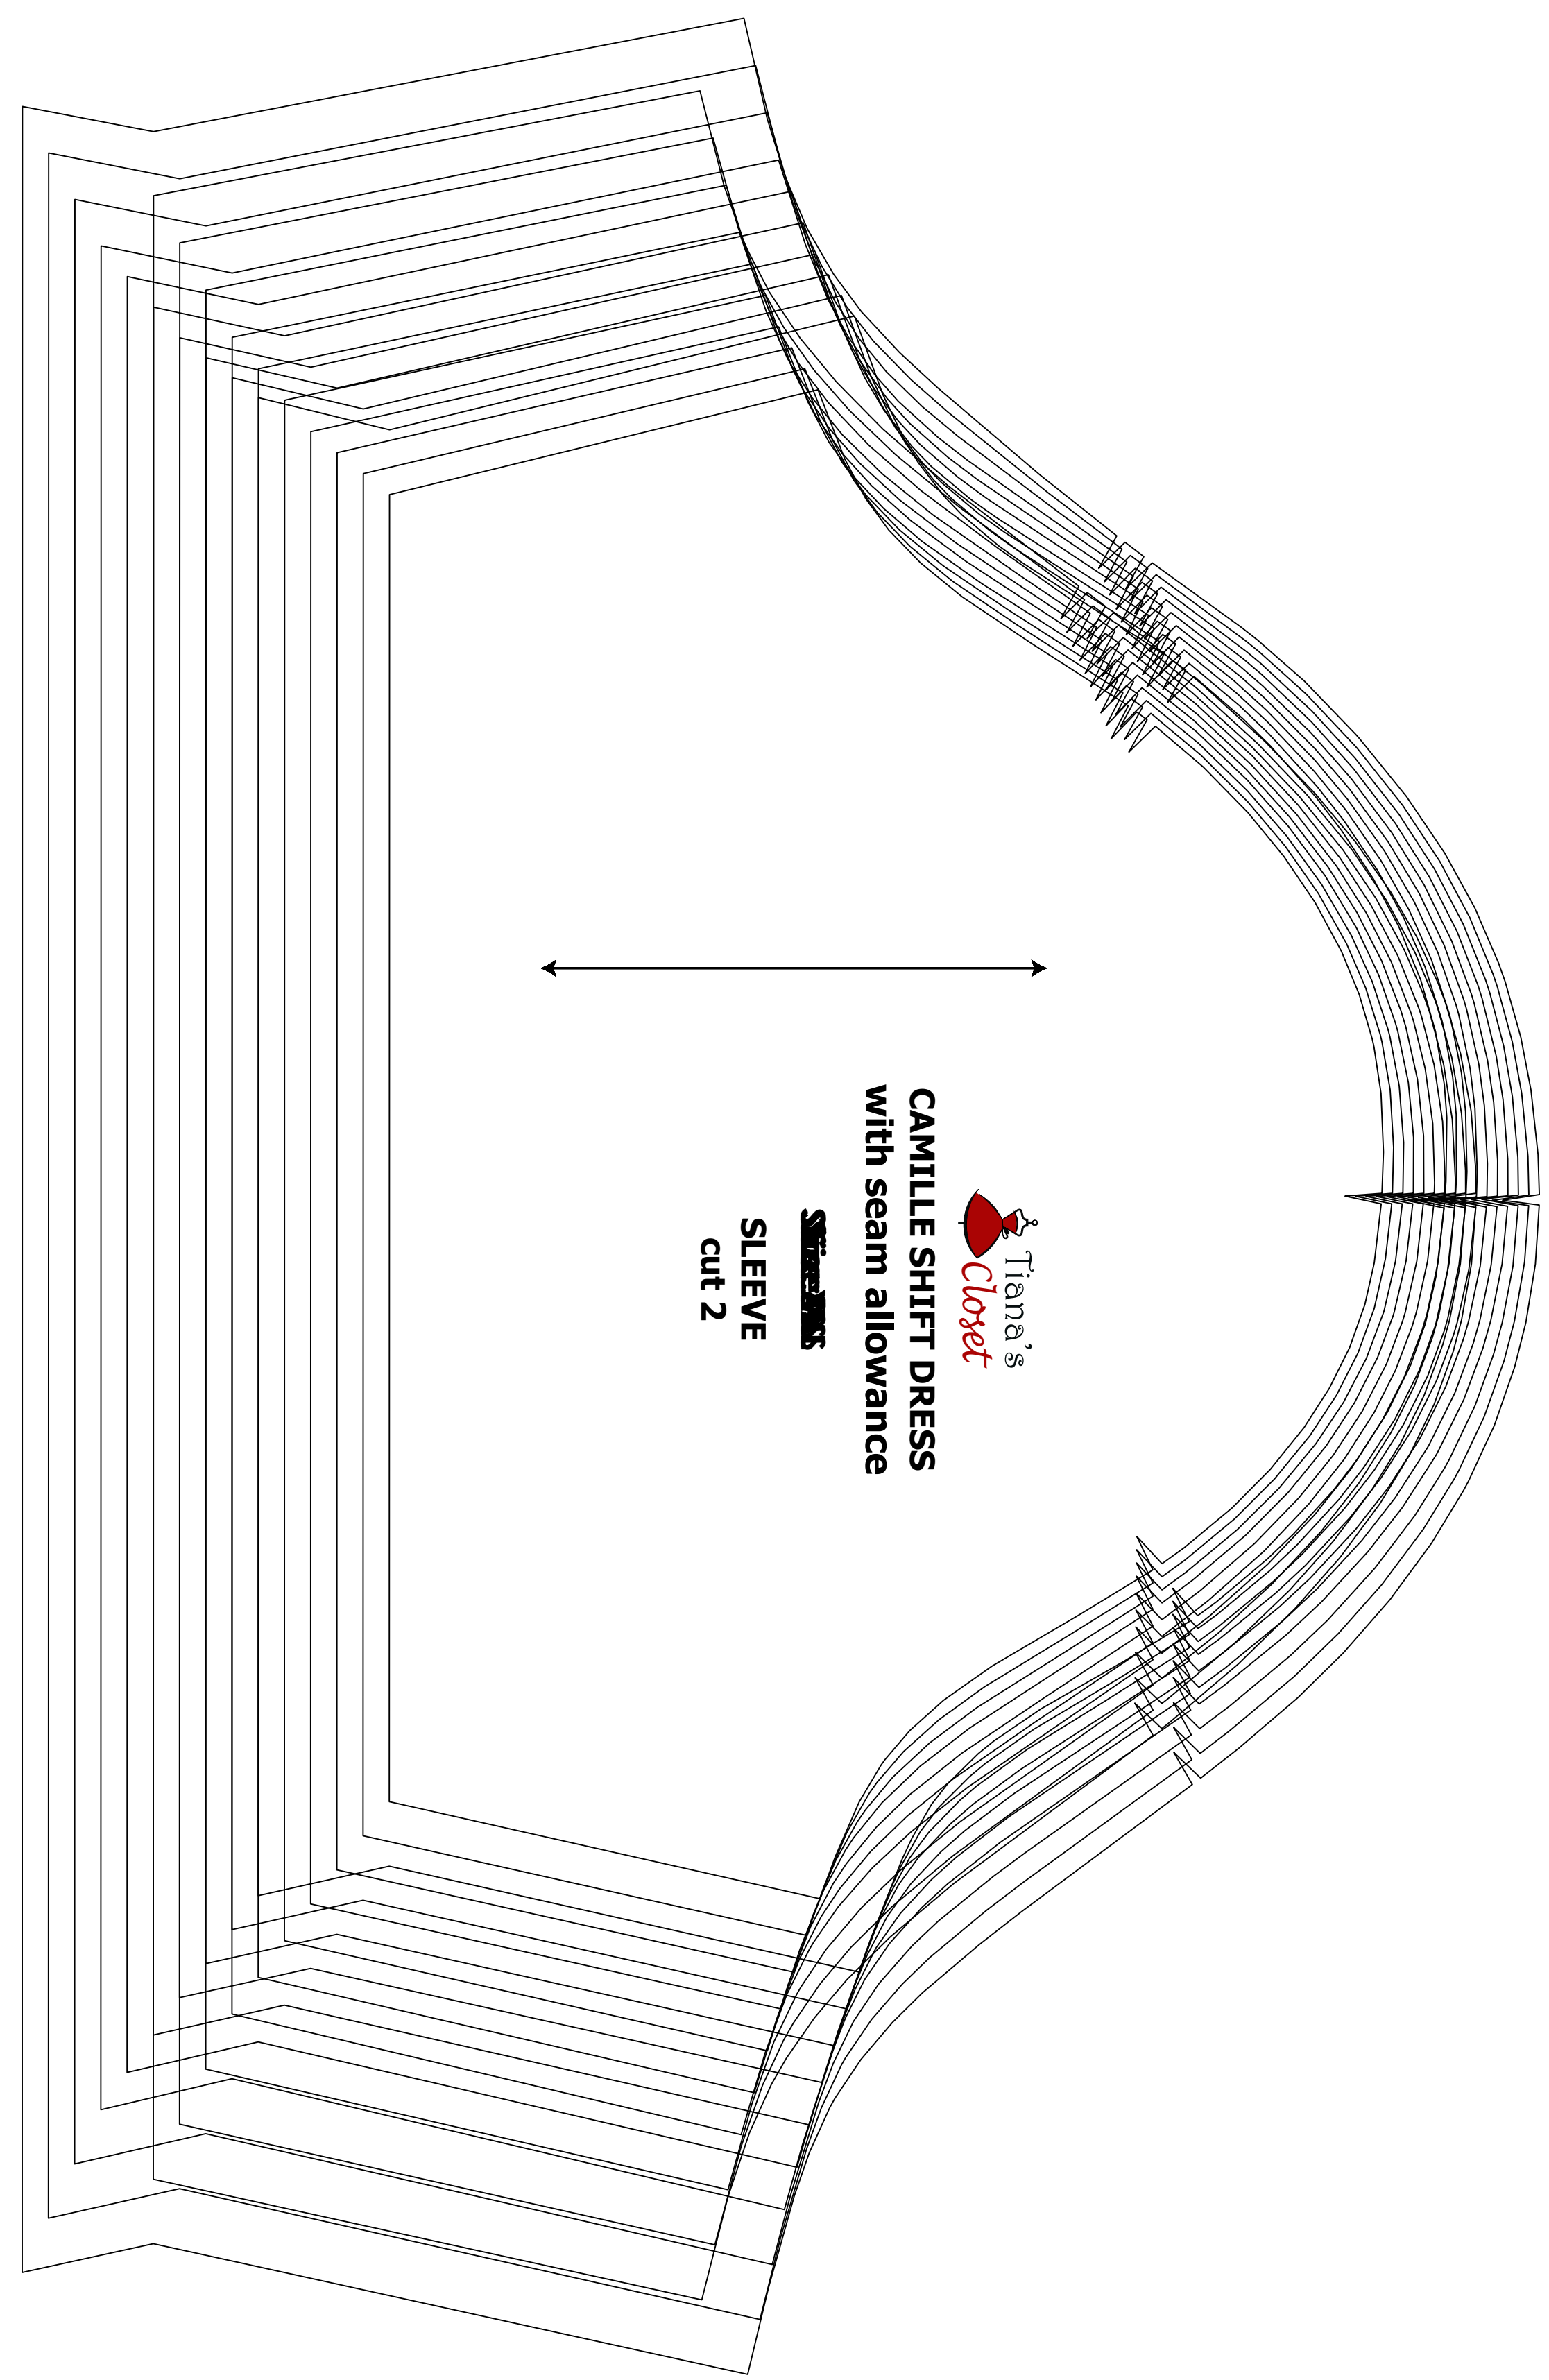 Tiana's
Closet
CAMILLE SHIFT DRESS
with seam allowance
SLEEVE
cut 2